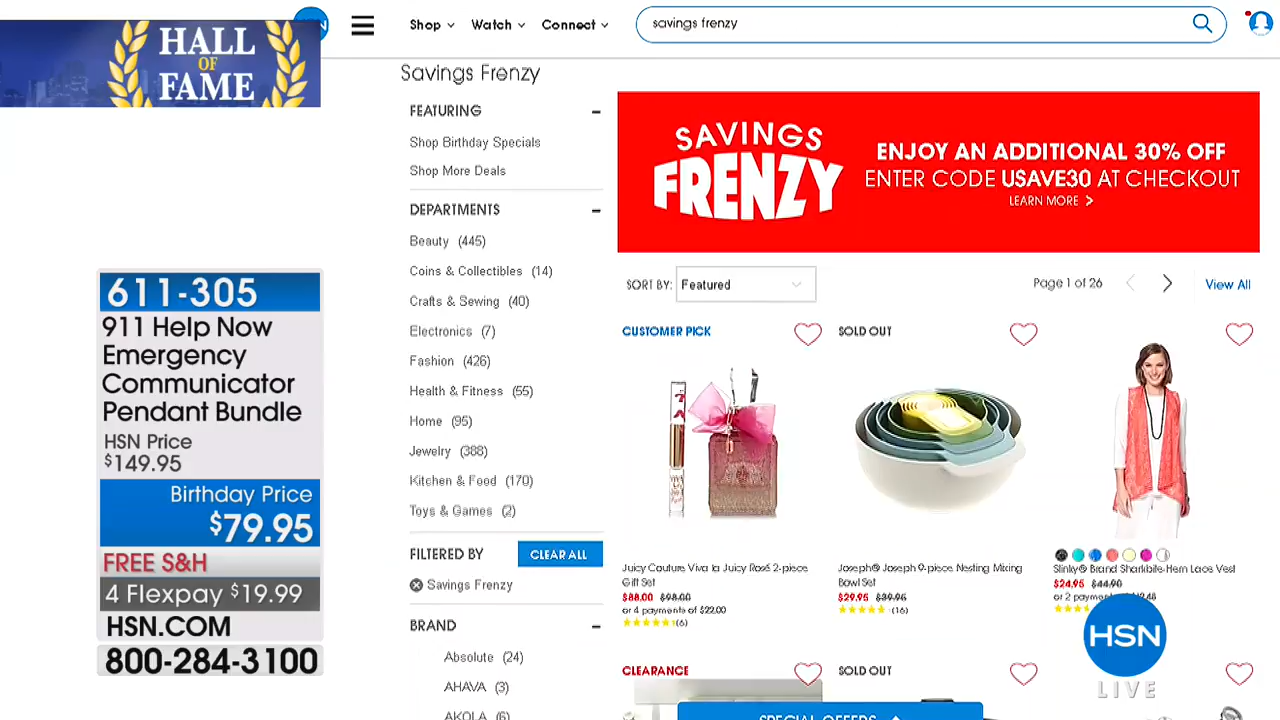 HALL
OF
FAME
Shop
Watch
Connect
savings frenzy
Savings Frenzy
FEATURING
Shop Birthday Specials
Shop More Deals
DEPARTMENTS
Beauty (445)
Coins & Collectibles (14)
Crafts & Sewing (40)
Electronics (7)
Fashion (426)
Health & Fitness (55)
Home (95)
Jewelry (388)
Kitchen & Food (170)
Toys & Games (2)
FILTERED BY
CLEAR ALL
Savings Frenzy
BRAND
Absolute (24)
AHAVA (3)
AKOLA (6)
SAVINGS
FRENZY
ENJOY AN ADDITIONAL 30% OFF
ENTER CODE USAVE30 AT CHECKOUT
LEARN MORE >
SORT BY: Featured
Page 1 of 26
View All
CUSTOMER PICK
Juicy Couture Viva la Juicy Rosé 2-piece
Gift Set
$88.00 $98.00
or 4 payments of $22.00
(6)
SOLD OUT
Joseph® Joseph 9-piece Nesting Mixing
Bowl Set
$29.95 $39.95
(16)
Slinky® Brand Sharkbite-Hem Lace Vest
$24.95 $44.90
or 2 payments
CLEARANCE
SOLD OUT
SPECIAL OFFERS
611-305
911 Help Now
Emergency
Communicator
Pendant Bundle
HSN Price
$149.95
Birthday Price
$79.95
FREE S&H
4 Flexpay $19.99
HSN.COM
800-284-3100
HSN
LIVE